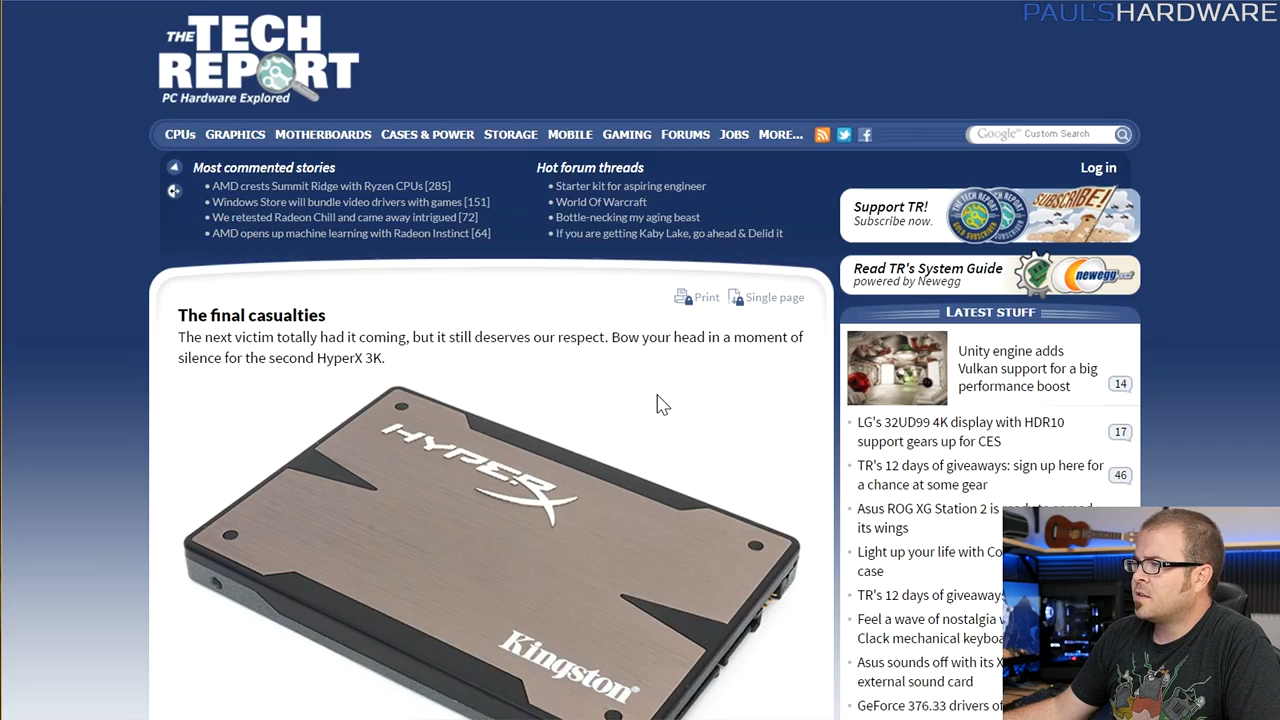 PAUL'SHARDWARE
THE TECH
REPORT
PC Hardware Explored
CPUs GRAPHICS MOTHERBOARDS CASES & POWER STORAGE MOBILE GAMING FORUMS JOBS MORE... Google™ Custom Search
Most commented stories
• AMD crests Summit Ridge with Ryzen CPUs [285]
• Windows Store will bundle video drivers with games [151]
• We retested Radeon Chill and came away intrigued [72]
• AMD opens up machine learning with Radeon Instinct [64]
Hot forum threads
• Starter kit for aspiring engineer
• World Of Warcraft
• Bottle-necking my aging beast
• If you are getting Kaby Lake, go ahead & Delid it
Log in
Support TR!
Subscribe now.
SUBSCRIBE!
Read TR's System Guide
powered by Newegg
newegg.com
Print Single page
The final casualties
The next victim totally had it coming, but it still deserves our respect. Bow your head in a moment of
silence for the second HyperX 3K.
HYPERX
Kingston
LATEST STUFF
Unity engine adds
Vulkan support for a big
performance boost 14
• LG's 32UD99 4K display with HDR10
support gears up for CES 17
• TR's 12 days of giveaways: sign up here for
a chance at some gear 46
• Asus ROG XG Station 2 is
its wings
• Light up your life with
case
• TR's 12 days of giveaways
• Feel a wave of nostalgia
Clack mechanical
• Asus sounds off with its
external sound card
• GeForce 376.33 drivers